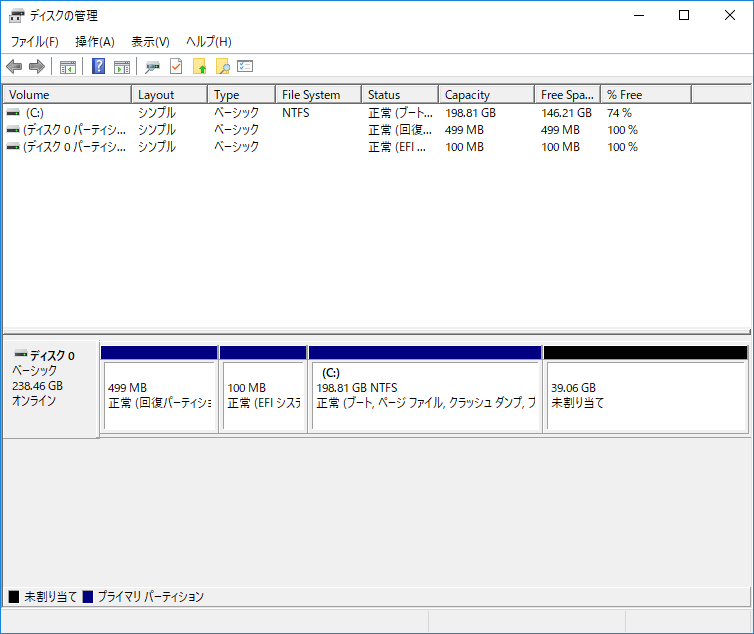 ディスクの管理
ファイル(F) 操作(A) 表示(V) ヘルプ(H)
Volume Layout Type File System Status Capacity Free Spa... % Free
(C:) シンプル ベーシック NTFS 正常 (ブート... 198.81 GB 146.21 GB 74 %
(ディスク 0 パーティシ... シンプル ベーシック 正常 (回復... 499 MB 499 MB 100 %
(ディスク 0 パーティシ... シンプル ベーシック 正常 (EFI ... 100 MB 100 MB 100 %
ディスク 0
ベーシック
238.46 GB
オンライン
499 MB
正常 (回復パーティショ
100 MB
正常 (EFI システ
(C:)
198.81 GB NTFS
正常 (ブート, ページ ファイル, クラッシュ ダンプ, プ
39.06 GB
未割り当て
未割り当て プライマリ パーティション